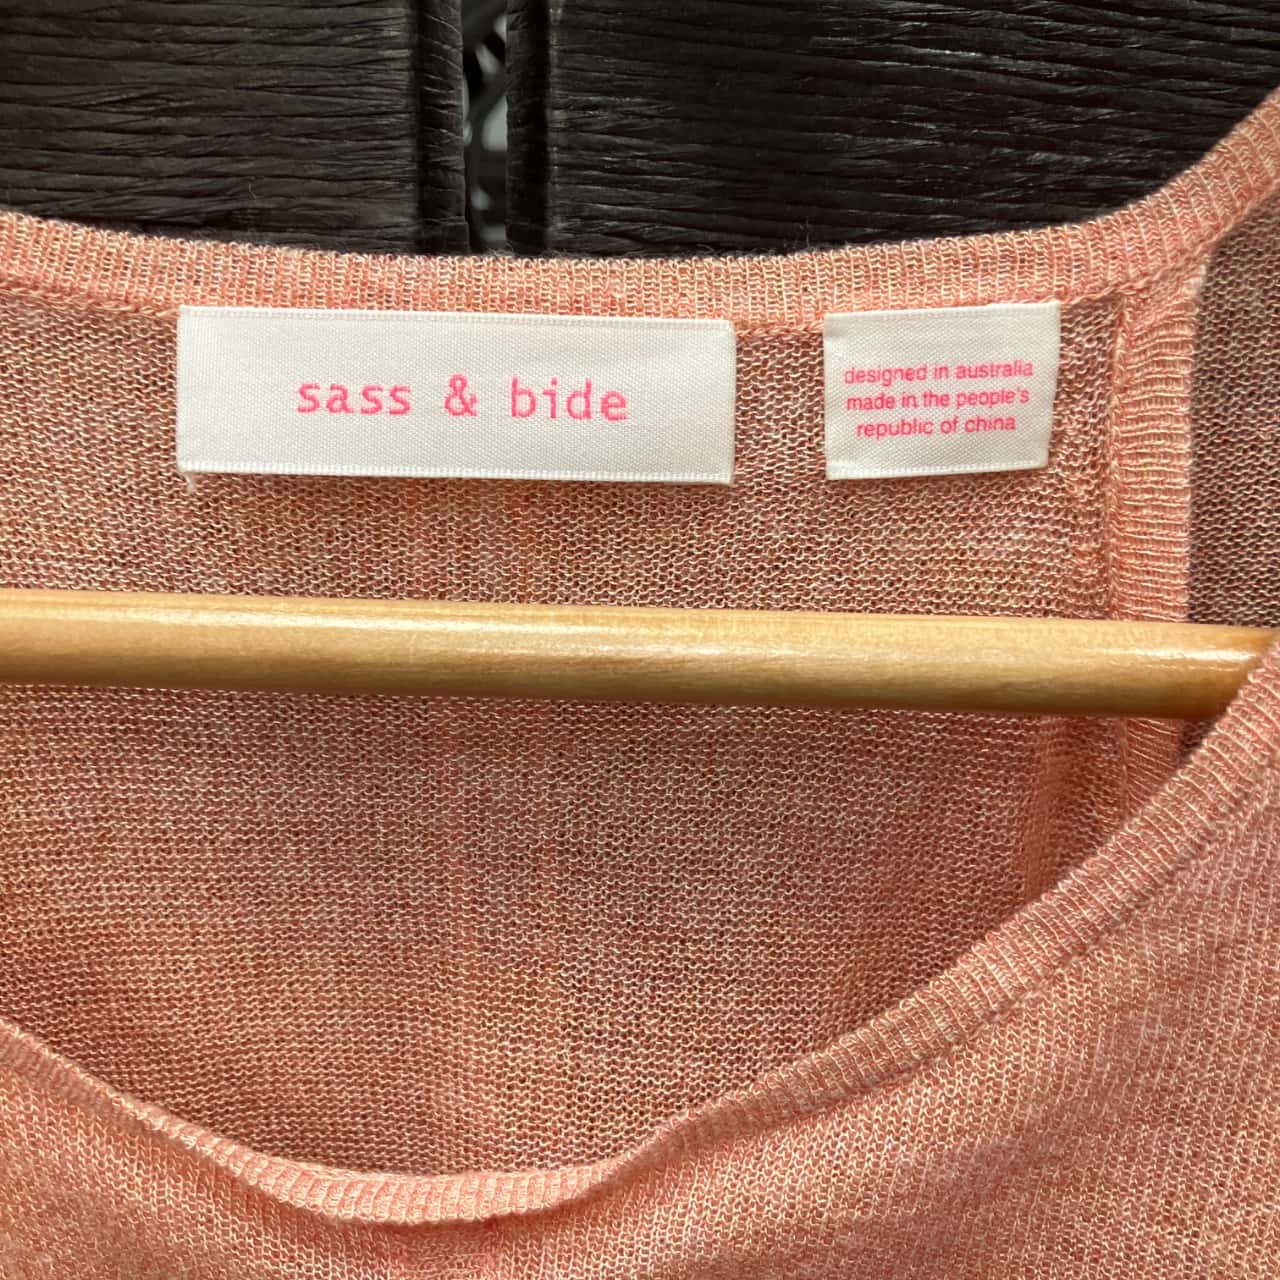 sass & bide
designed in australia
made in the people's
republic of china